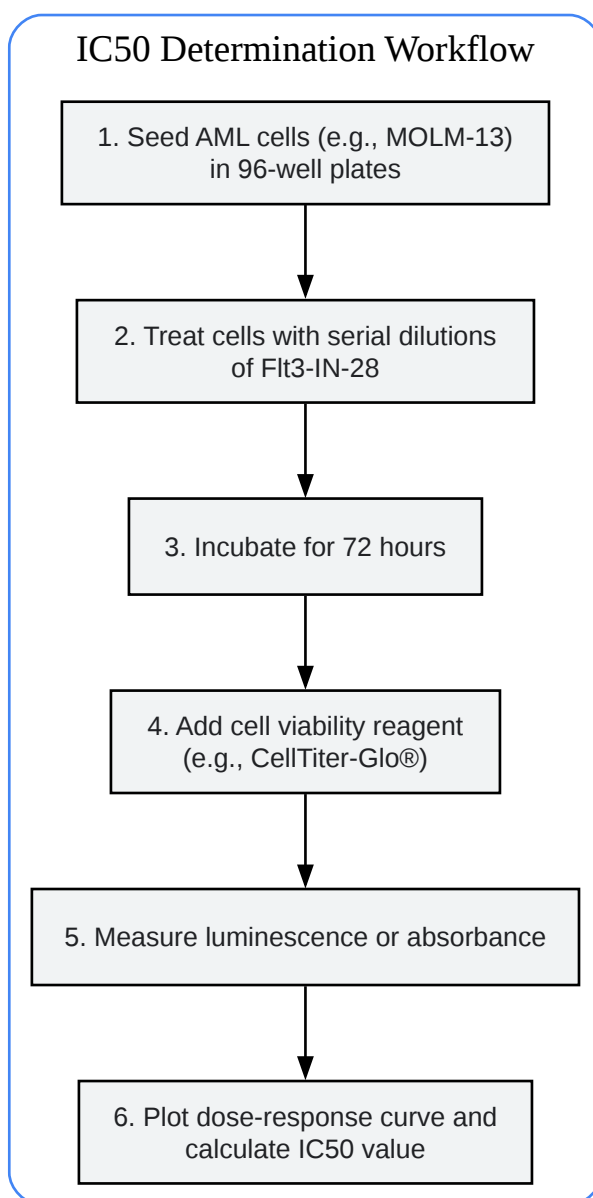 IC50 Determination Workflow
1. Seed AML cells (e.g., MOLM-13)
in 96-well plates
2. Treat cells with serial dilutions
of Flt3-IN-28
3. Incubate for 72 hours
4. Add cell viability reagent
(e.g., CellTiter-Glo®)
5. Measure luminescence or absorbance
6. Plot dose-response curve and
calculate IC50 value